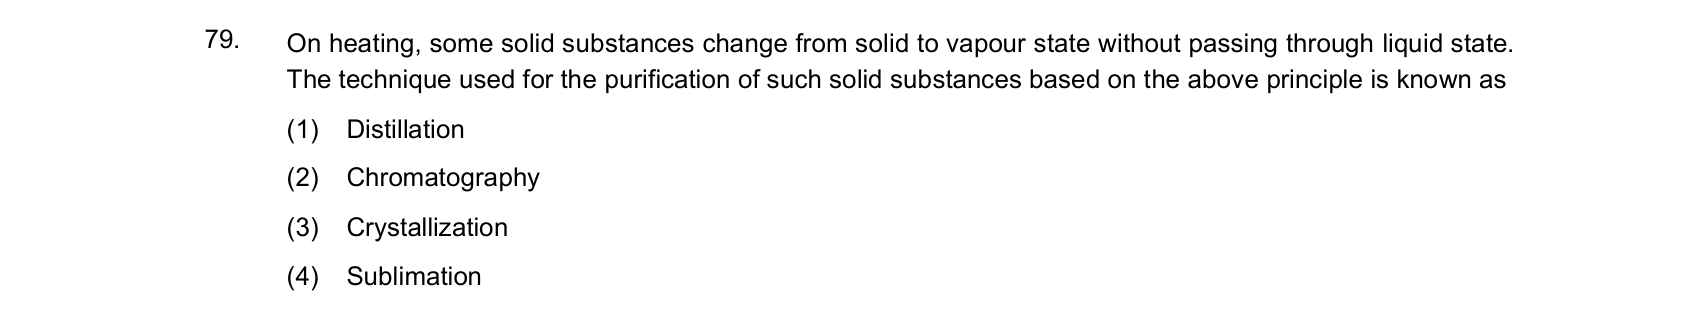 79. On heating, some solid substances change from solid to vapour state without passing through liquid state.
The technique used for the purification of such solid substances based on the above principle is known as
(1) Distillation
(2) Chromatography
(3) Crystallization
(4) Sublimation